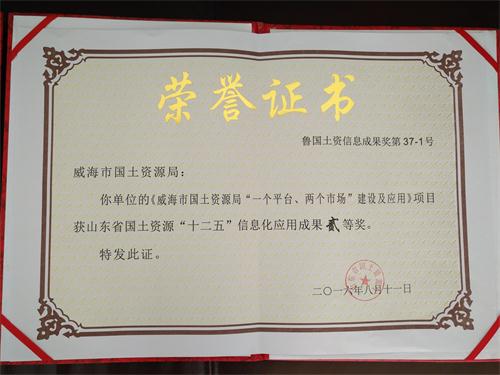 荣誉证书
鲁国土资信息成果奖第 37-1号
威海市国土资源局：
你单位的《威海市国土资源局“一个平台、两个市场”建设及应用》项目
获山东省国土资源“十二五”信息化应用成果贰等奖。
特发此证。
二〇一六年八月十一日